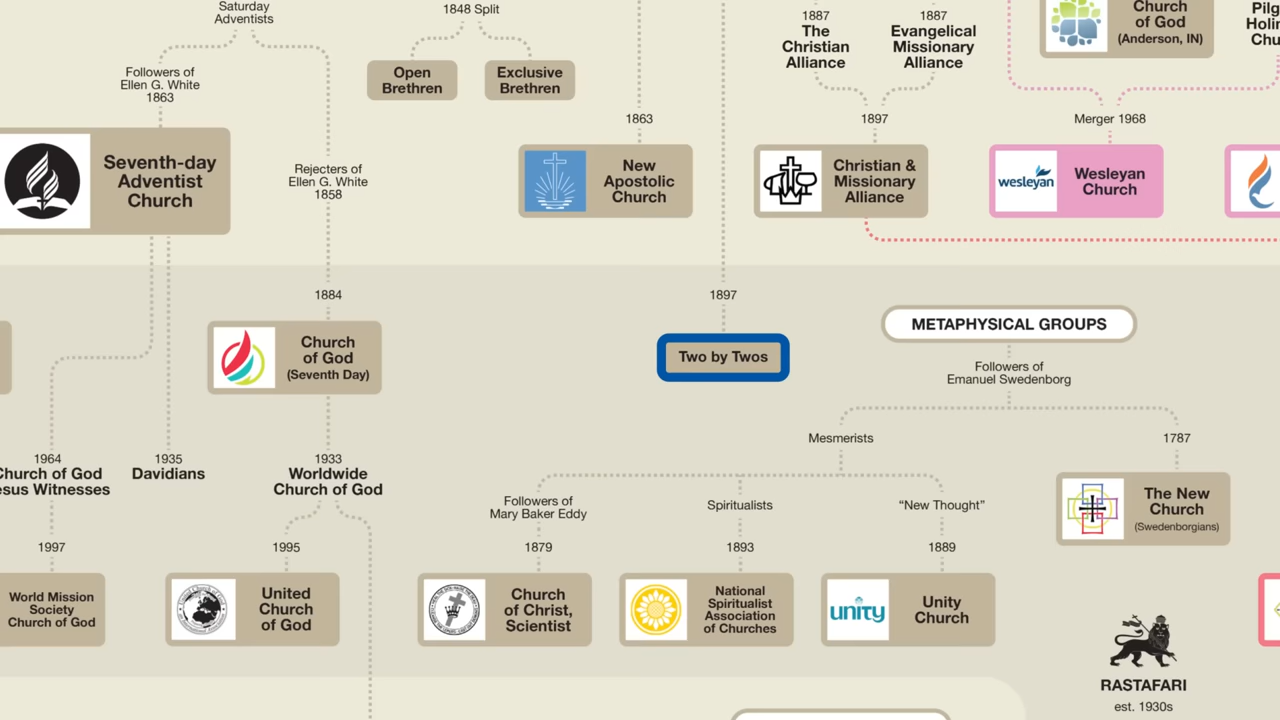 Saturday
Adventists
1848 Split
1887
The
Christian
Alliance
1887
Evangelical
Missionary
Alliance
Church
of God
(Anderson, IN)
Followers of
Ellen G. White
1863
Open
Brethren
Exclusive
Brethren
1863
1897
Merger 1968
Seventh-day
Adventist
Church
Rejecters of
Ellen G. White
1858
New
Apostolic
Church
Christian &
Missionary
Alliance
wesleyan
Wesleyan
Church
1884
1897
METAPHYSICAL GROUPS
Church
of God
(Seventh Day)
Two by Twos
Followers of
Emanuel Swedenborg
Mesmerists
1787
1964
Church of God
1935
Davidians
1933
Worldwide
Church of God
Witnesses
Followers of
Mary Baker Eddy
Spiritualists
“New Thought”
The New
Church
(Swedenborgians)
1997
1995
1879
1893
1889
World Mission
Society
Church of God
United
Church
of God
Church
of Christ,
Scientist
National
Spiritualist
Association
of Churches
unity
Unity
Church
RASTAFARI
est. 1930s